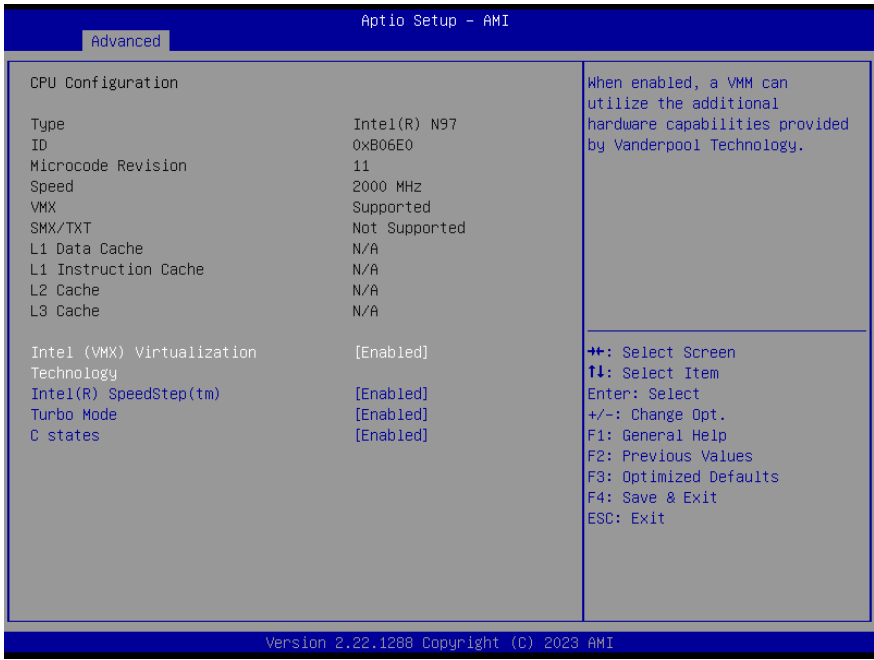 Aptio Setup - AMI
Advanced
CPU Configuration
Type Intel(R) N97
ID 0xB06E0
Microcode Revision 11
Speed 2000 MHz
VMX Supported
SMX/TXT Not Supported
L1 Data Cache N/A
L1 Instruction Cache N/A
L2 Cache N/A
L3 Cache N/A
Intel (VMX) Virtualization [Enabled]
Technology
Intel(R) SpeedStep(tm) [Enabled]
Turbo Mode [Enabled]
C states [Enabled]
When enabled, a VMM can
utilize the additional
hardware capabilities provided
by Vanderpool Technology.
→←: Select Screen
↑↓: Select Item
Enter: Select
+/-: Change Opt.
F1: General Help
F2: Previous Values
F3: Optimized Defaults
F4: Save & Exit
ESC: Exit
Version 2.22.1288 Copyright (C) 2023 AMI